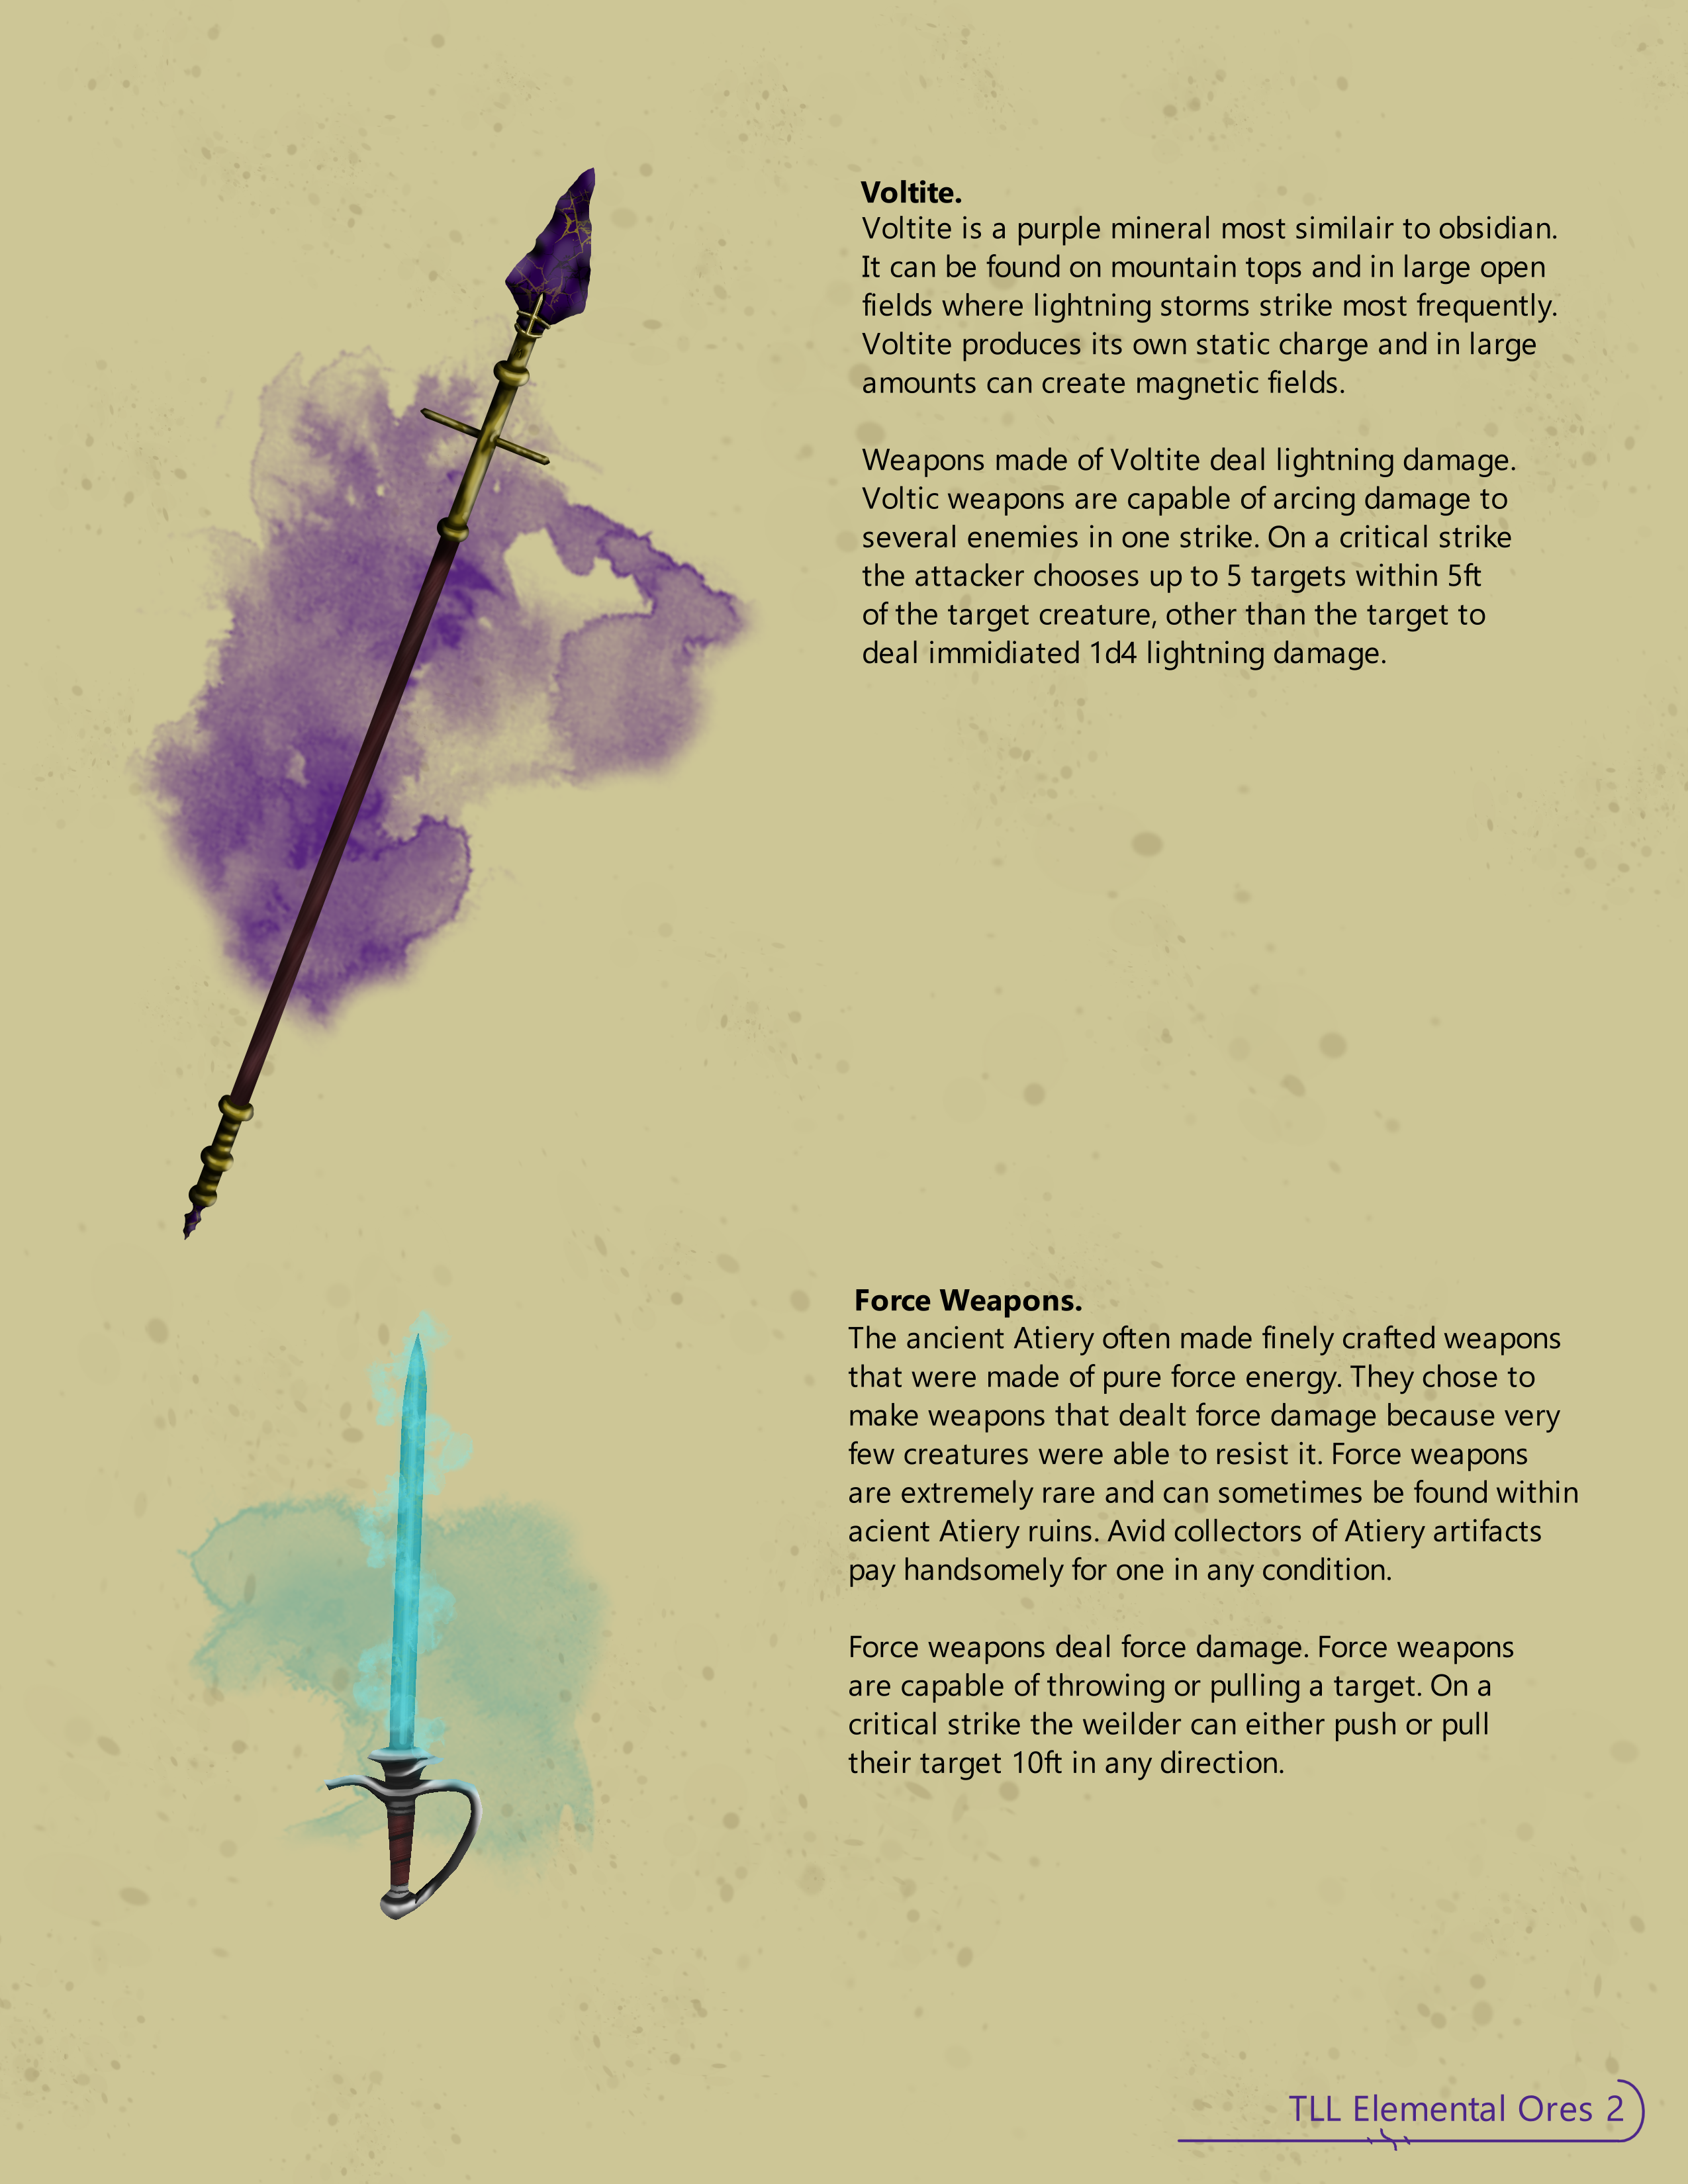 Voltite.
Voltite is a purple mineral most similair to obsidian.
It can be found on mountain tops and in large open
fields where lightning storms strike most frequently.
Voltite produces its own static charge and in large
amounts can create magnetic fields.
Weapons made of Voltite deal lightning damage.
Voltic weapons are capable of arcing damage to
several enemies in one strike. On a critical strike
the attacker chooses up to 5 targets within 5ft
of the target creature, other than the target to
deal immidiated 1d4 lightning damage.
Force Weapons.
The ancient Atiery often made finely crafted weapons
that were made of pure force energy. They chose to
make weapons that dealt force damage because very
few creatures were able to resist it. Force weapons
are extremely rare and can sometimes be found within
acient Atiery ruins. Avid collectors of Atiery artifacts
pay handsomely for one in any condition.
Force weapons deal force damage. Force weapons
are capable of throwing or pulling a target. On a
critical strike the weilder can either push or pull
their target 10ft in any direction.
TLL Elemental Ores 2